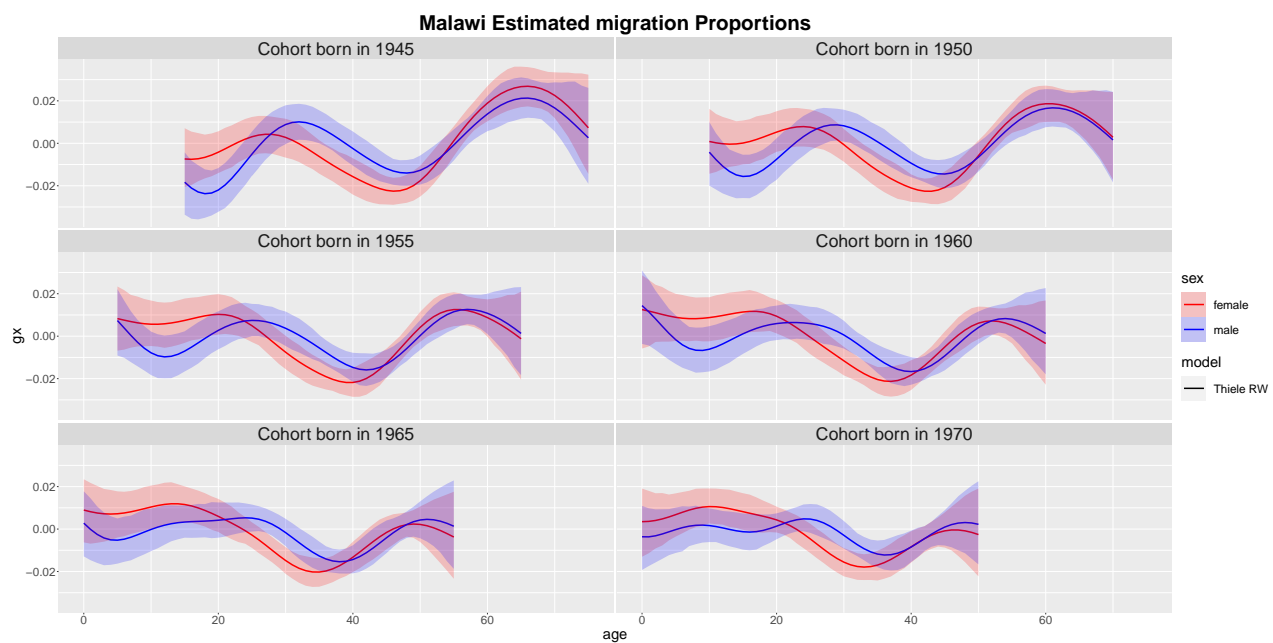 Malawi Estimated migration Proportions
Cohort born in 1945
Cohort born in 1950
0.02
0.00
−0.02
Cohort born in 1955
Cohort born in 1960
0.02
0.00
−0.02
gx
Cohort born in 1965
Cohort born in 1970
0.02
0.00
−0.02
0 20 40 60
0 20 40 60
age
sex
female
male
model
Thiele RW